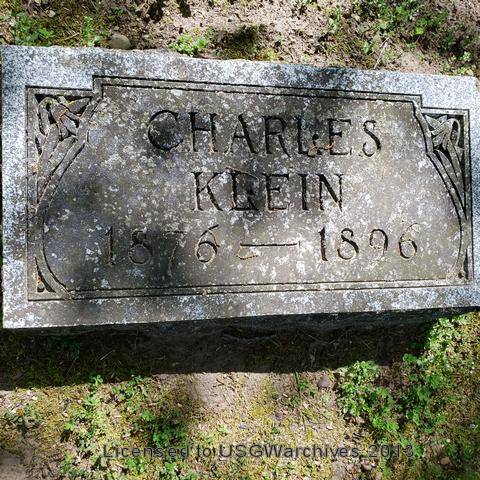 CHARLES
KLEIN
1876 — 1896
Licensed to USGWarchives, 2013